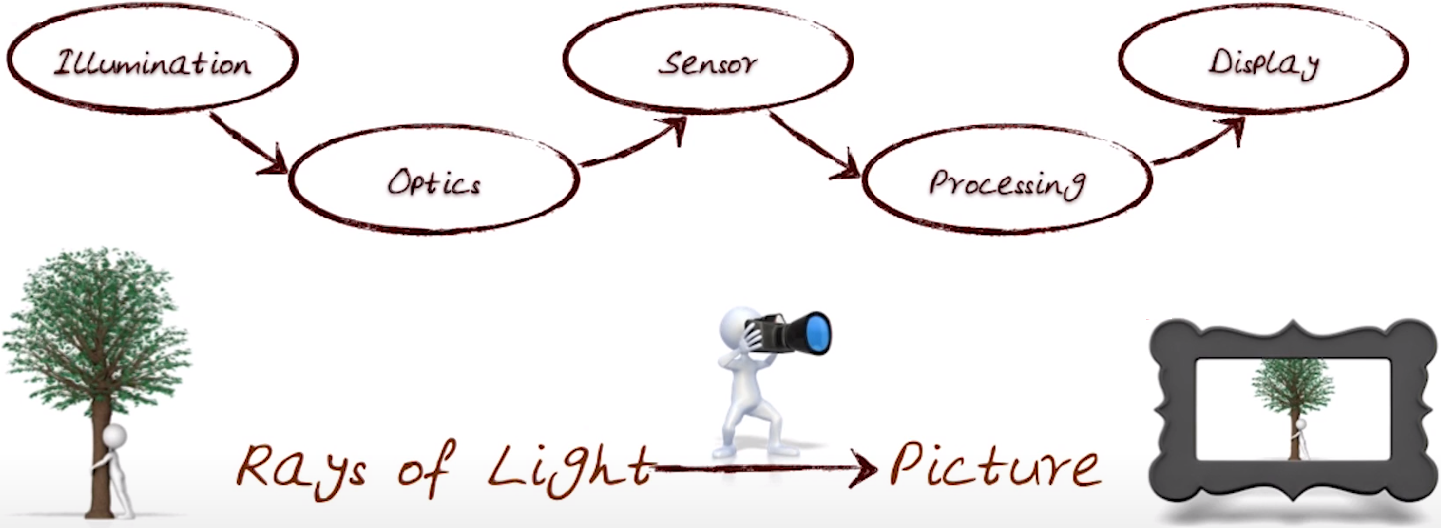 Illumination
Sensor
Display
Optics
Processing
Rays of Light
Picture